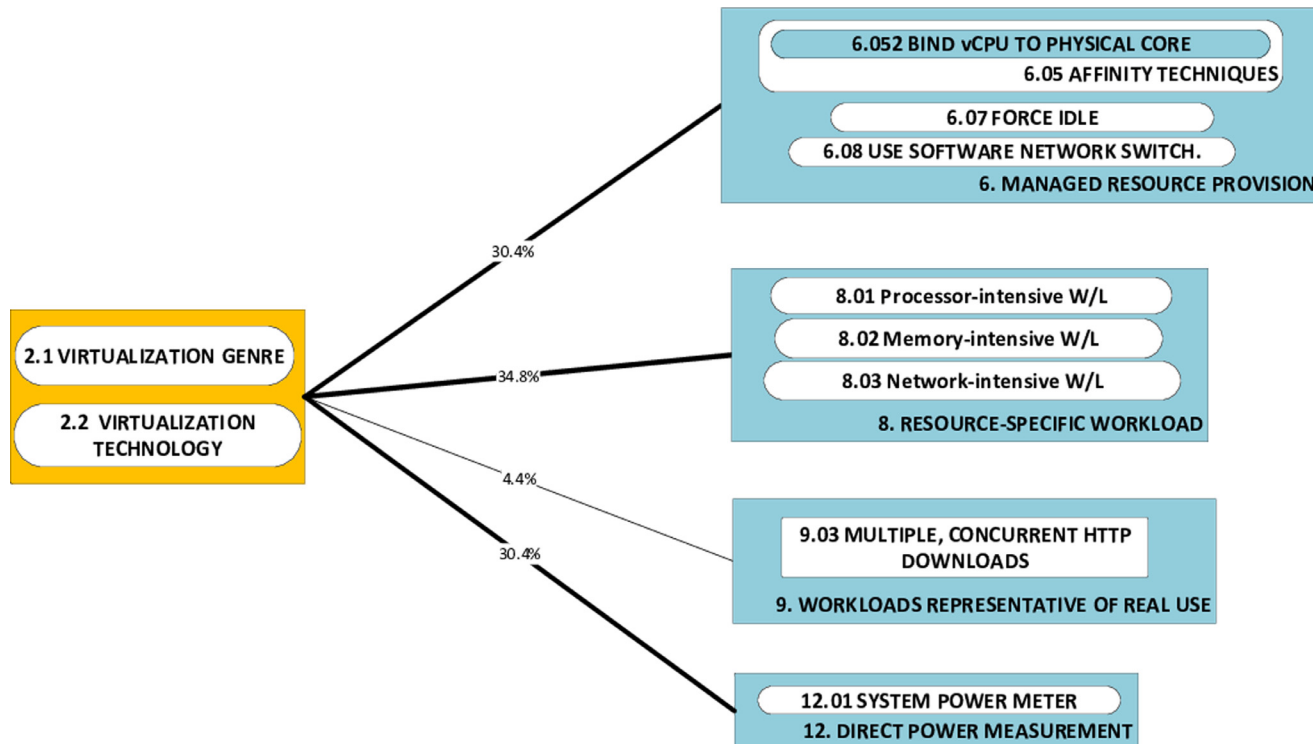 6.052 BIND vCPU TO PHYSICAL CORE
6.05 AFFINITY TECHNIQUES
6.07 FORCE IDLE
6.08 USE SOFTWARE NETWORK SWITCH.
6. MANAGED RESOURCE PROVISION
30.4%
2.1 VIRTUALIZATION GENRE
2.2 VIRTUALIZATION
TECHNOLOGY
34.8%
8.01 Processor-intensive W/L
8.02 Memory-intensive W/L
8.03 Network-intensive W/L
8. RESOURCE-SPECIFIC WORKLOAD
4.4%
9.03 MULTIPLE, CONCURRENT HTTP
DOWNLOADS
9. WORKLOADS REPRESENTATIVE OF REAL USE
30.4%
12.01 SYSTEM POWER METER
12. DIRECT POWER MEASUREMENT